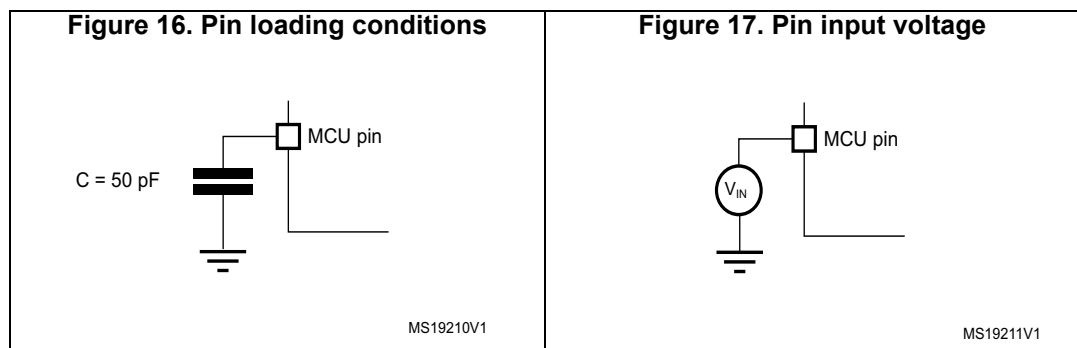 Figure 16. Pin loading conditions
MCU pin
C = 50 pF
MS19210V1
Figure 17. Pin input voltage
MCU pin
VIN
MS19211V1